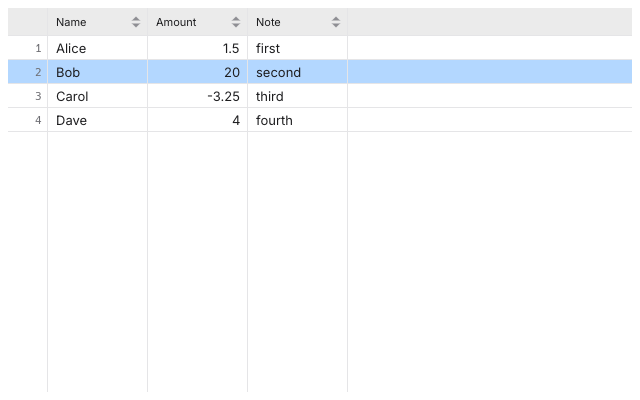 Name Amount Note
1 Alice 1.5 first
2 Bob 20 second
3 Carol -3.25 third
4 Dave 4 fourth